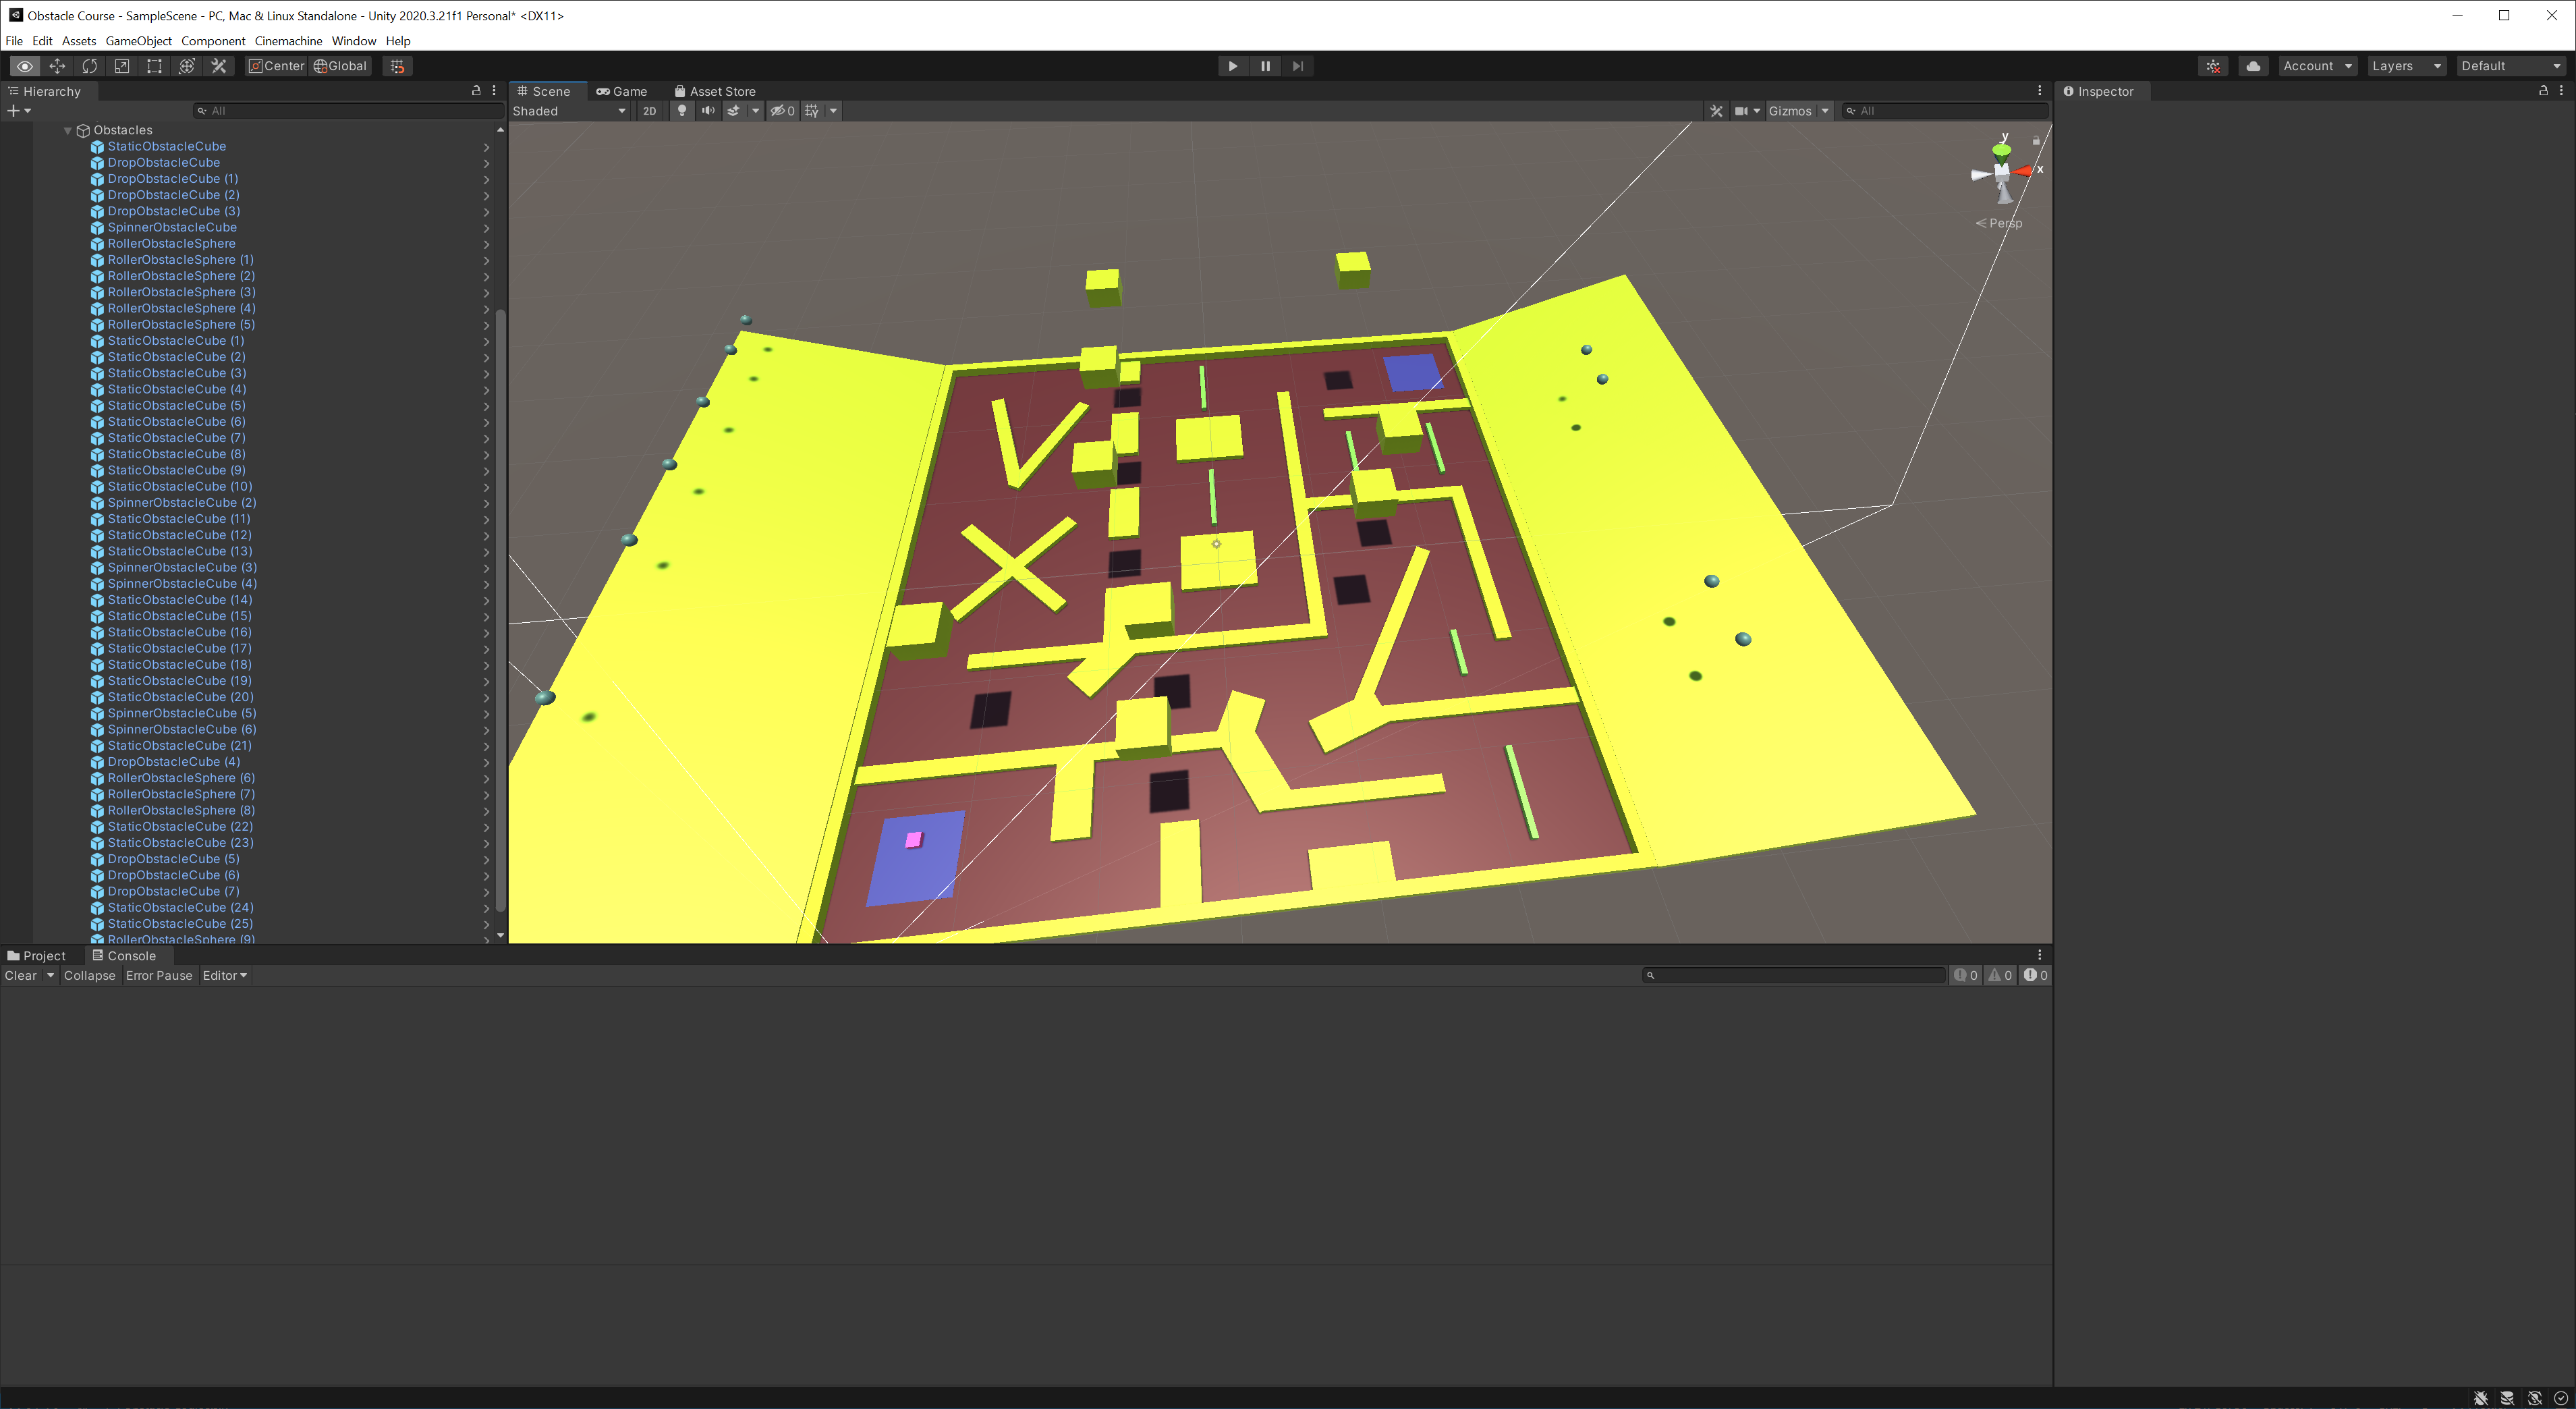 Obstacle Course - SampleScene - PC, Mac & Linux Standalone - Unity 2020.3.21f1 Personal* <DX11>
File Edit Assets GameObject Component Cinemachine Window Help
Center Global Account Layers Default
Hierarchy
All
Obstacles
StaticObstacleCube
DropObstacleCube
DropObstacleCube (1)
DropObstacleCube (2)
DropObstacleCube (3)
SpinnerObstacleCube
RollerObstacleSphere
RollerObstacleSphere (1)
RollerObstacleSphere (2)
RollerObstacleSphere (3)
RollerObstacleSphere (4)
RollerObstacleSphere (5)
StaticObstacleCube (1)
StaticObstacleCube (2)
StaticObstacleCube (3)
StaticObstacleCube (4)
StaticObstacleCube (5)
StaticObstacleCube (6)
StaticObstacleCube (7)
StaticObstacleCube (8)
StaticObstacleCube (9)
StaticObstacleCube (10)
SpinnerObstacleCube (2)
StaticObstacleCube (11)
StaticObstacleCube (12)
StaticObstacleCube (13)
SpinnerObstacleCube (3)
SpinnerObstacleCube (4)
StaticObstacleCube (14)
StaticObstacleCube (15)
StaticObstacleCube (16)
StaticObstacleCube (17)
StaticObstacleCube (18)
StaticObstacleCube (19)
StaticObstacleCube (20)
SpinnerObstacleCube (5)
SpinnerObstacleCube (6)
StaticObstacleCube (21)
DropObstacleCube (4)
RollerObstacleSphere (6)
RollerObstacleSphere (7)
RollerObstacleSphere (8)
StaticObstacleCube (22)
StaticObstacleCube (23)
DropObstacleCube (5)
DropObstacleCube (6)
DropObstacleCube (7)
StaticObstacleCube (24)
StaticObstacleCube (25)
RollerObstacleSphere (9)
Scene Game Asset Store
Shaded 2D 0 Gizmos All
y
x
Persp
Inspector
Project Console
Clear Collapse Error Pause Editor 0 0 0